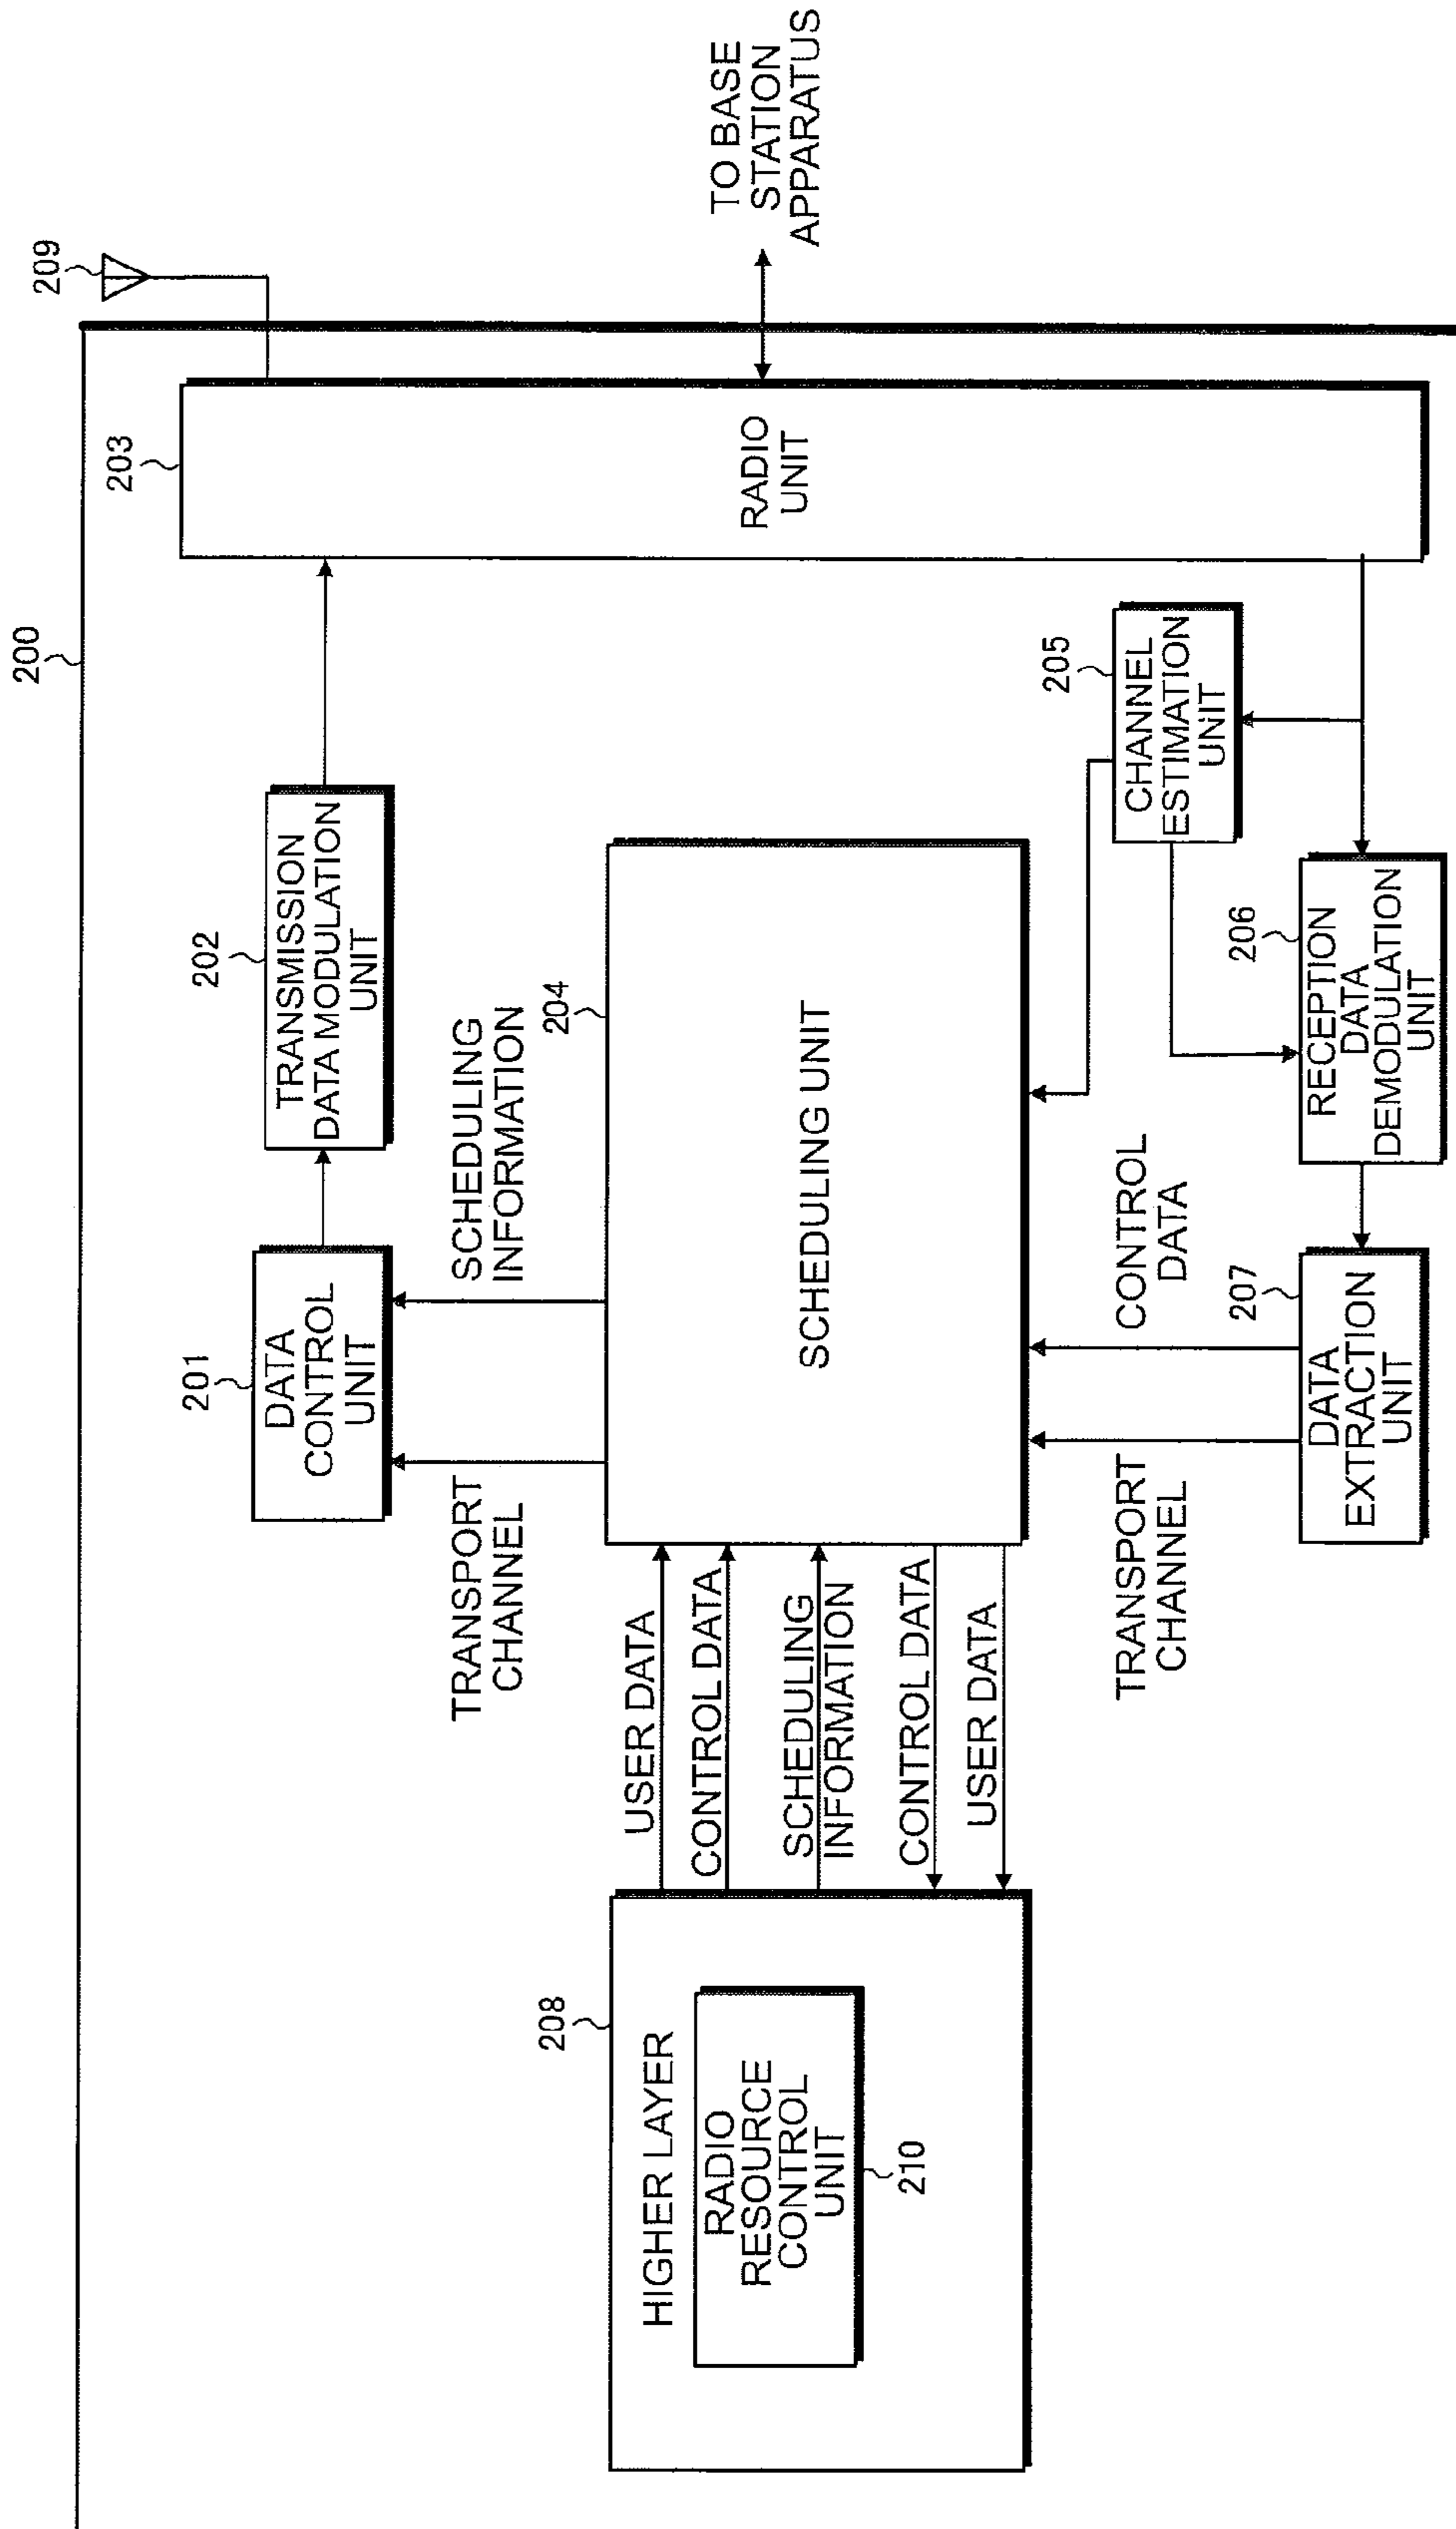 200
209
203
RADIO
UNIT
TO BASE
STATION
APPARATUS
202
TRANSMISSION
DATA MODULATION
UNIT
201
DATA
CONTROL
UNIT
TRANSPORT
CHANNEL
SCHEDULING
INFORMATION
204
SCHEDULING UNIT
208
HIGHER LAYER
RADIO
RESOURCE
CONTROL
UNIT
210
USER DATA
CONTROL DATA
SCHEDULING
INFORMATION
CONTROL DATA
USER DATA
205
CHANNEL
ESTIMATION
UNIT
TRANSPORT
CHANNEL
CONTROL
DATA
207
DATA
EXTRACTION
UNIT
206
RECEPTION
DATA
DEMODULATION
UNIT